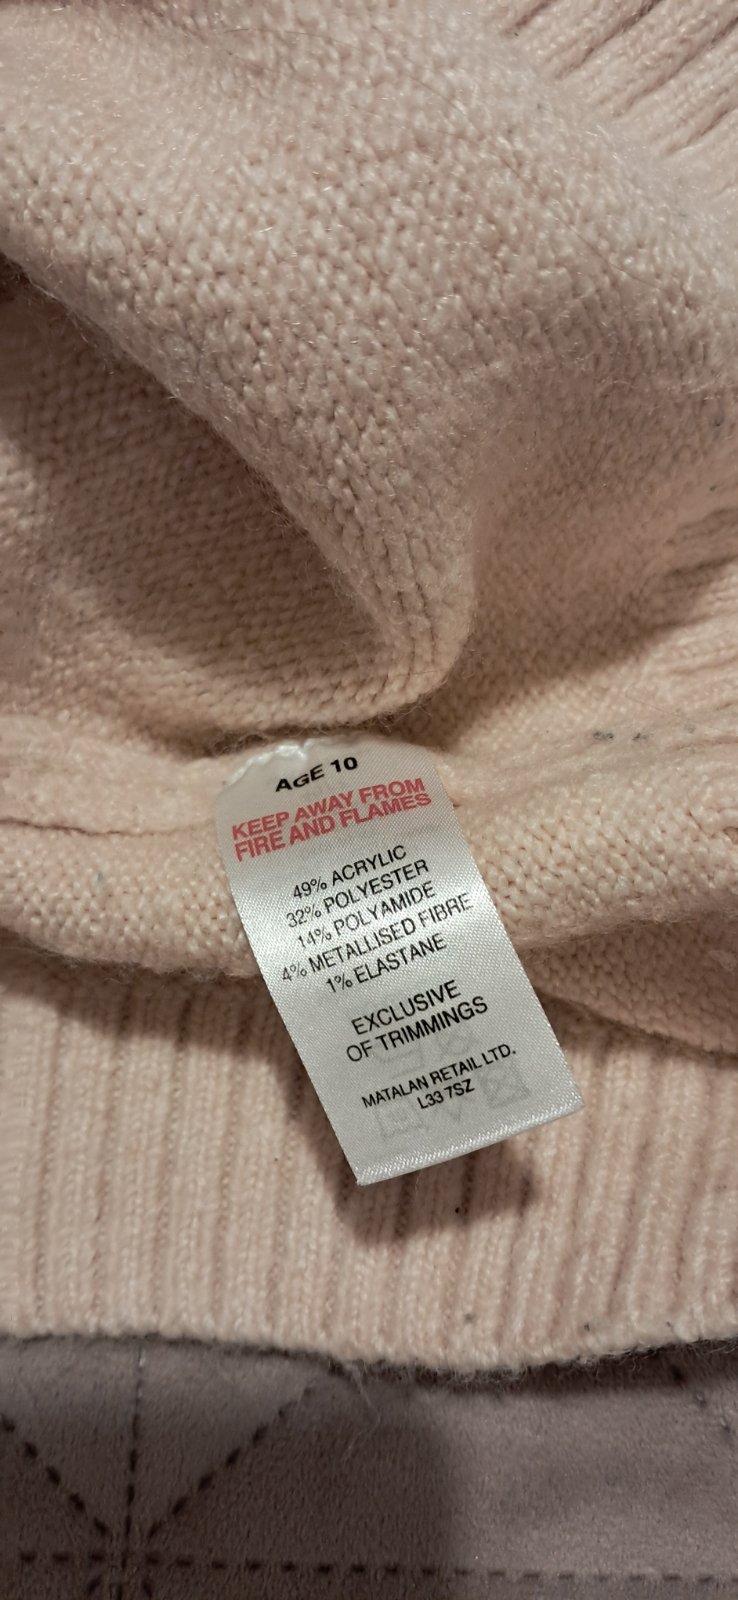 AGE 10
KEEP AWAY FROM
FIRE AND FLAMES
49% ACRYLIC
32% POLYESTER
14% POLYAMIDE
4% METALLISED FIBRE
1% ELASTANE
EXCLUSIVE
OF TRIMMINGS
MATALAN RETAIL LTD.
L33 7SZ